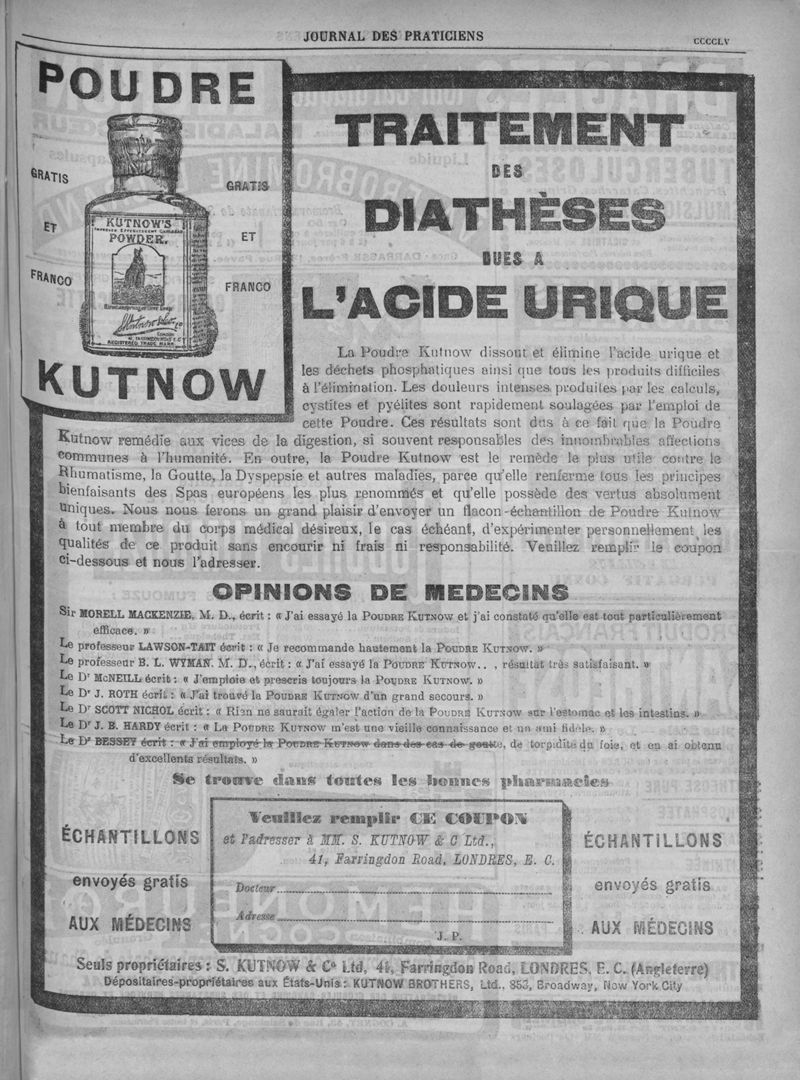 JOURNAL DES PRATICIENS
CCCCLV
POUDRE
GRATIS
ET
FRANCO
KUTNOW'S
IMPROVED EFFERVESCENT CARLSBAD
POWDER.
REGISTERED TRADE MARK
GRATIS
ET
FRANCO
KUTNOW
TRAITEMENT
DES
DIATHÈSES
DUES A
L'ACIDE URIQUE
La Poudre Kutnow dissout et élimine l'acide urique et
les déchets phosphatiques ainsi que tous les produits difficiles
à l'élimination. Les douleurs intenses produites par les calculs,
cystites et pyélites sont rapidement soulagées par l'emploi de
cette Poudre. Ces résultats sont dus à ce fait que la Poudre
Kutnow remédie aux vices de la digestion, si souvent responsables des innombrables affections
communes à l'humanité. En outre, la Poudre Kutnow est le remède le plus utile contre le
Rhumatisme, la Goutte, la Dyspepsie et autres maladies, parce qu'elle renferme tous les principes
bienfaisants des Spas européens les plus renommés et qu'elle possède des vertus absolument
uniques. Nous nous ferons un grand plaisir d'envoyer un flacon-échantillon de Poudre Kutnow
à tout membre du corps médical désireux, le cas échéant, d'expérimenter personnellement les
qualités de ce produit sans encourir ni frais ni responsabilité. Veuillez remplir le coupon
ci-dessous et nous l'adresser.
OPINIONS DE MEDECINS
Sir MORELL MACKENZIE, M. D., écrit : « J'ai essayé la POUDRE KUTNOW et j'ai constaté qu'elle est tout particulièrement
efficace. »
Le professeur LAWSON-TAIT écrit : « Je recommande hautement la POUDRE KUTNOW. »
Le professeur B. L. WYMAN. M. D., écrit : « J'ai essayé la POUDRE KUTNOW.. , résultat très satisfaisant. »
Le Dr McNEILL écrit : « J'emploie et prescris toujours la POUDRE KUTNOW. »
Le Dr J. ROTH écrit : « J'ai trouvé la POUDRE KUTNOW d'un grand secours. »
Le Dr SCOTT NICHOL écrit : « Rien ne saurait égaler l'action de la POUDRE KUTNOW sur l'estomac et les intestins. »
Le Dr J. B. HARDY écrit : « La POUDRE KUTNOW m'est une vieille connaissance et un ami fidèle. »
Le Dr BESSEY écrit : « J'ai employé la POUDRE KUTNOW dans des cas de goutte, de torpidité du foie, et en ai obtenu
d'excellents résultats. »
Se trouve dans toutes les bonnes pharmacies
ÉCHANTILLONS
envoyés gratis
AUX MÉDECINS
Veuillez remplir CE COUPON
et l'adresser à MM. S. KUTNOW & C Ltd.,
41, Farringdon Road, LONDRES, E. C.
Docteur
Adresse
J. P.
ÉCHANTILLONS
envoyés gratis
AUX MÉDECINS
Seuls propriétaires : S. KUTNOW & Co Ltd, 41, Farringdon Road, LONDRES, E. C. (Angleterre)
Dépositaires-propriétaires aux États-Unis : KUTNOW BROTHERS, Ltd., 853, Broadway, New York City